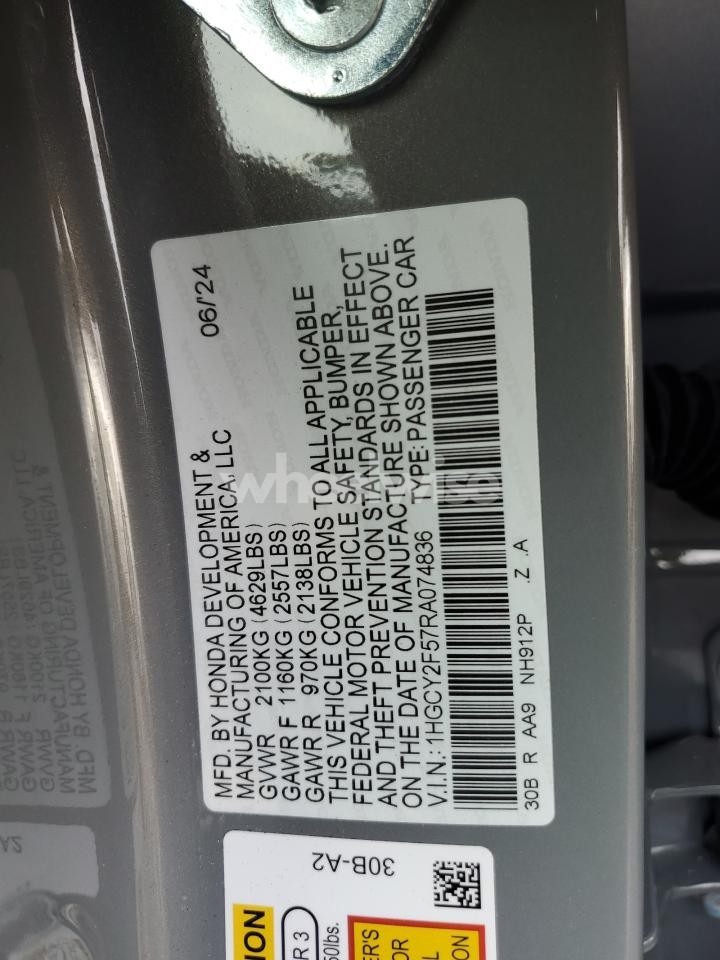 MFD. BY HONDA DEVELOPMENT & 06/'24
MANUFACTURING OF AMERICA, LLC
GVWR 2100KG (4629LBS)
GAWR F 1160KG (2557LBS)
GAWR R 970KG (2138LBS)
THIS VEHICLE CONFORMS TO ALL APPLICABLE
FEDERAL MOTOR VEHICLE SAFETY, BUMPER,
AND THEFT PREVENTION STANDARDS IN EFFECT
ON THE DATE OF MANUFACTURE SHOWN ABOVE.
V.I.N.: 1HGCY2F57RA074836 TYPE:PASSENGER CAR
30B R AA9 NH912P .Z .A
30B-A2